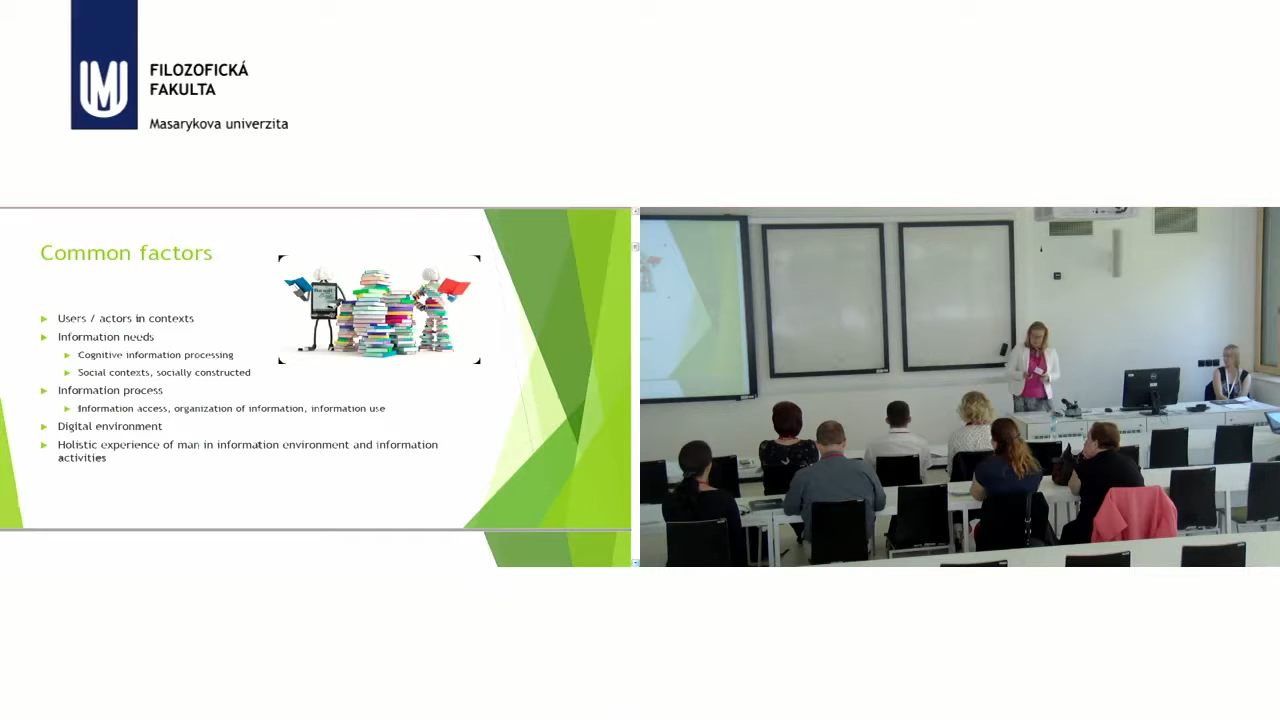 FILOZOFICKÁ
FAKULTA
Masarykova univerzita
Common factors
Users / actors in contexts
Information needs
Cognitive information processing
Social contexts, socially constructed
Information process
Information access, organization of information, information use
Digital environment
Holistic experience of man in information environment and information
activities